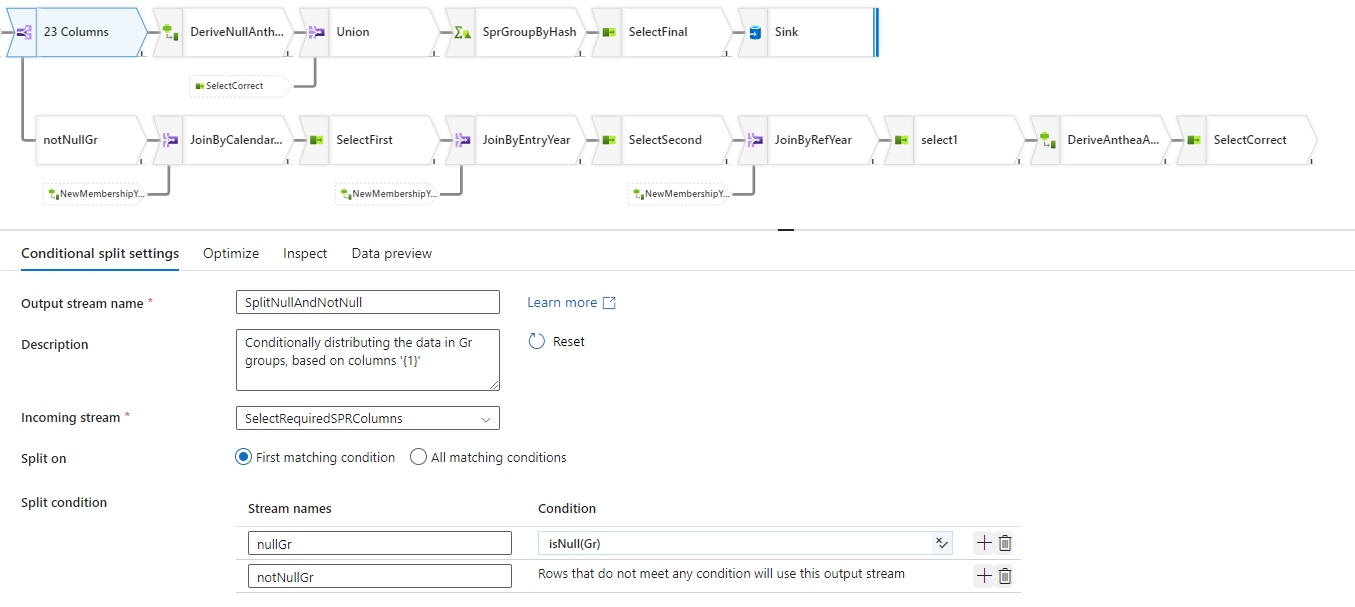 23 Columns
DeriveNullAnth...
Union
SprGroupByHash
SelectFinal
Sink
SelectCorrect
notNullGr
JoinByCalendar...
SelectFirst
JoinByEntryYear
SelectSecond
JoinByRefYear
select1
DeriveAntheaA...
SelectCorrect
NewMembershipY...
NewMembershipY...
NewMembershipY...
Conditional split settings
Optimize
Inspect
Data preview
Output stream name *
SplitNullAndNotNull
Learn more
Description
Conditionally distributing the data in Gr
groups, based on columns '{1}'
Reset
Incoming stream *
SelectRequiredSPRColumns
Split on
First matching condition
All matching conditions
Split condition
Stream names
Condition
nullGr
isNull(Gr)
notNullGr
Rows that do not meet any condition will use this output stream